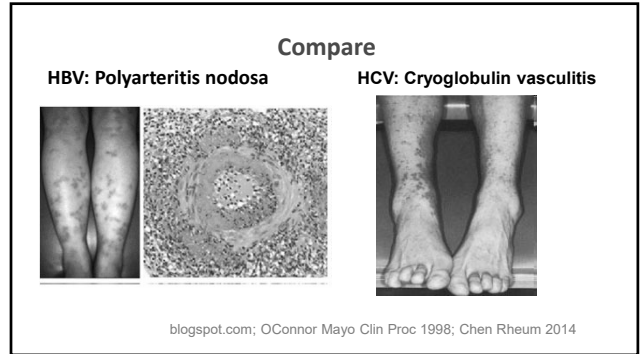 Compare
HBV: Polyarteritis nodosa
HCV: Cryoglobulin vasculitis
blogspot.com; OConnor Mayo Clin Proc 1998; Chen Rheum 2014